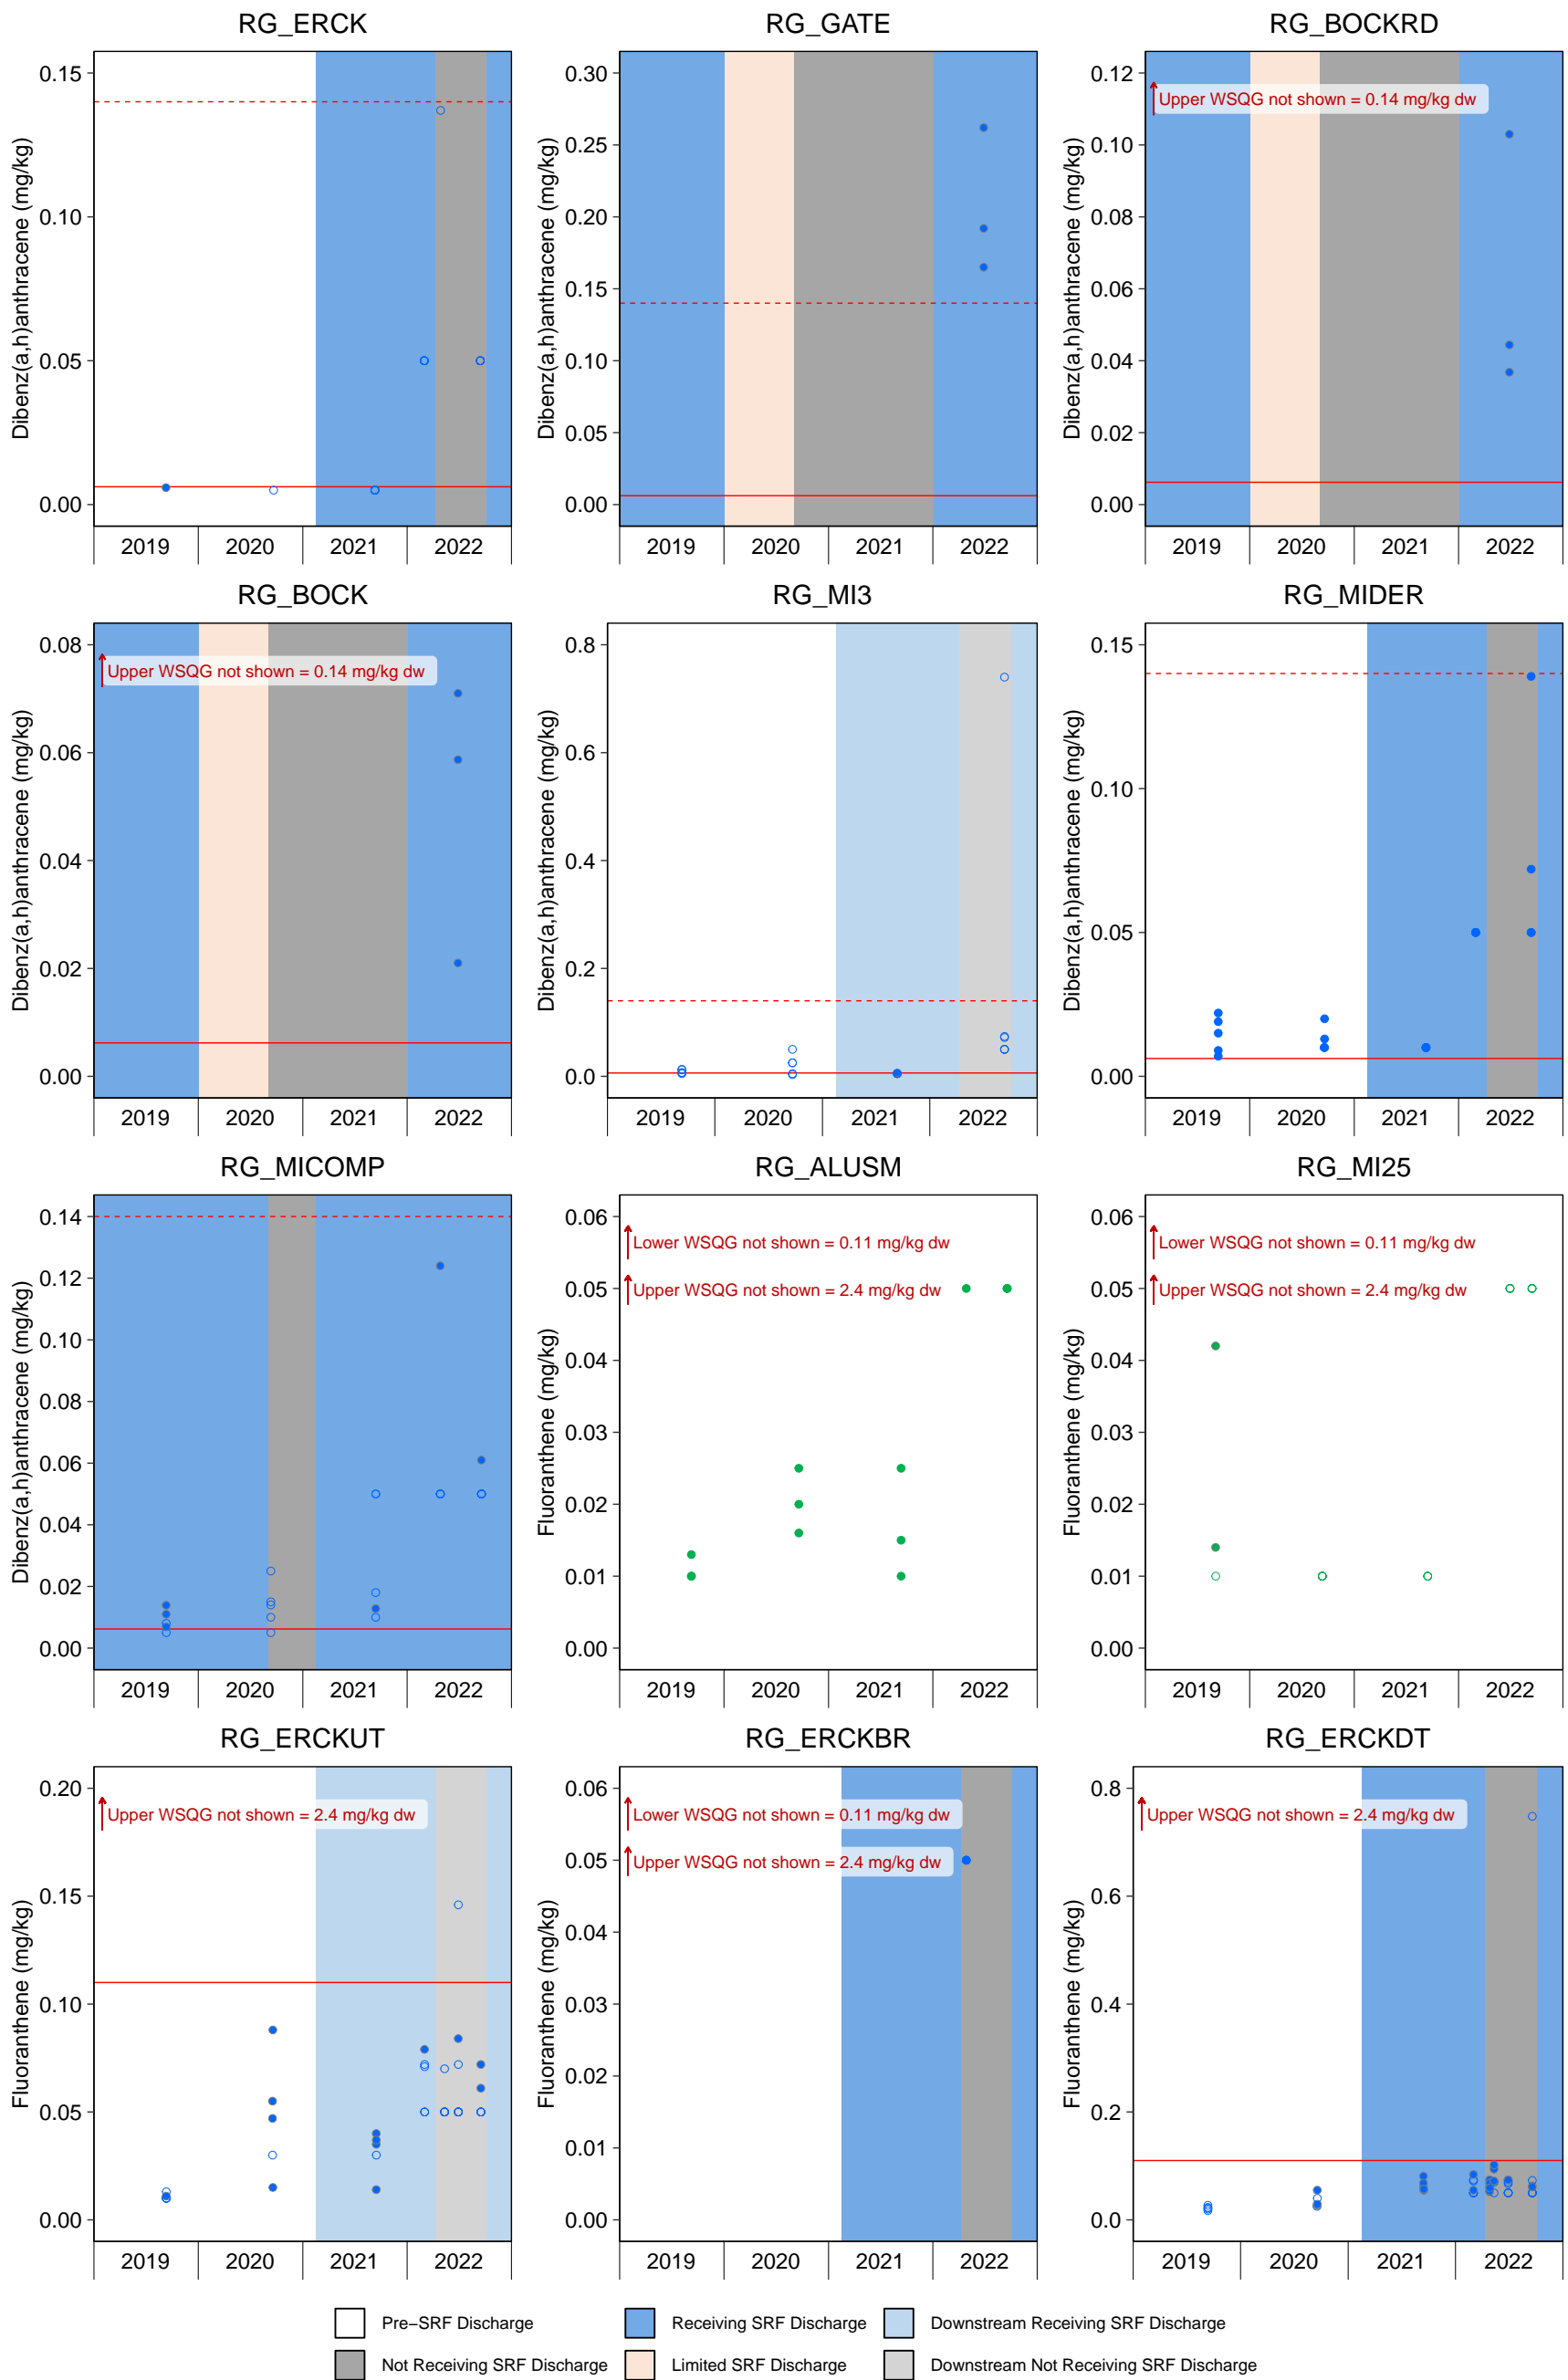 RG_ERCK
RG_GATE
RG_BOCKRD
Dibenz(a,h)anthracene (mg/kg)
0.15
0.10
0.05
0.00
2019 2020 2021 2022
Dibenz(a,h)anthracene (mg/kg)
0.30
0.25
0.20
0.15
0.10
0.05
0.00
2019 2020 2021 2022
Dibenz(a,h)anthracene (mg/kg)
0.12
0.10
0.08
0.06
0.04
0.02
0.00
Upper WSQG not shown = 0.14 mg/kg dw
2019 2020 2021 2022
RG_BOCK
RG_MI3
RG_MIDER
Dibenz(a,h)anthracene (mg/kg)
0.08
0.06
0.04
0.02
0.00
Upper WSQG not shown = 0.14 mg/kg dw
2019 2020 2021 2022
Dibenz(a,h)anthracene (mg/kg)
0.8
0.6
0.4
0.2
0.0
2019 2020 2021 2022
Dibenz(a,h)anthracene (mg/kg)
0.15
0.10
0.05
0.00
2019 2020 2021 2022
RG_MICOMP
RG_ALUSM
RG_MI25
Dibenz(a,h)anthracene (mg/kg)
0.14
0.12
0.10
0.08
0.06
0.04
0.02
0.00
2019 2020 2021 2022
Fluoranthene (mg/kg)
0.06
0.05
0.04
0.03
0.02
0.01
0.00
Lower WSQG not shown = 0.11 mg/kg dw
Upper WSQG not shown = 2.4 mg/kg dw
2019 2020 2021 2022
Fluoranthene (mg/kg)
0.06
0.05
0.04
0.03
0.02
0.01
0.00
Lower WSQG not shown = 0.11 mg/kg dw
Upper WSQG not shown = 2.4 mg/kg dw
2019 2020 2021 2022
RG_ERCKUT
RG_ERCKBR
RG_ERCKDT
Fluoranthene (mg/kg)
0.20
0.15
0.10
0.05
0.00
Upper WSQG not shown = 2.4 mg/kg dw
2019 2020 2021 2022
Fluoranthene (mg/kg)
0.06
0.05
0.04
0.03
0.02
0.01
0.00
Lower WSQG not shown = 0.11 mg/kg dw
Upper WSQG not shown = 2.4 mg/kg dw
2019 2020 2021 2022
Fluoranthene (mg/kg)
0.8
0.6
0.4
0.2
0.0
Upper WSQG not shown = 2.4 mg/kg dw
2019 2020 2021 2022
Pre−SRF Discharge Receiving SRF Discharge Downstream Receiving SRF Discharge
Not Receiving SRF Discharge Limited SRF Discharge Downstream Not Receiving SRF Discharge